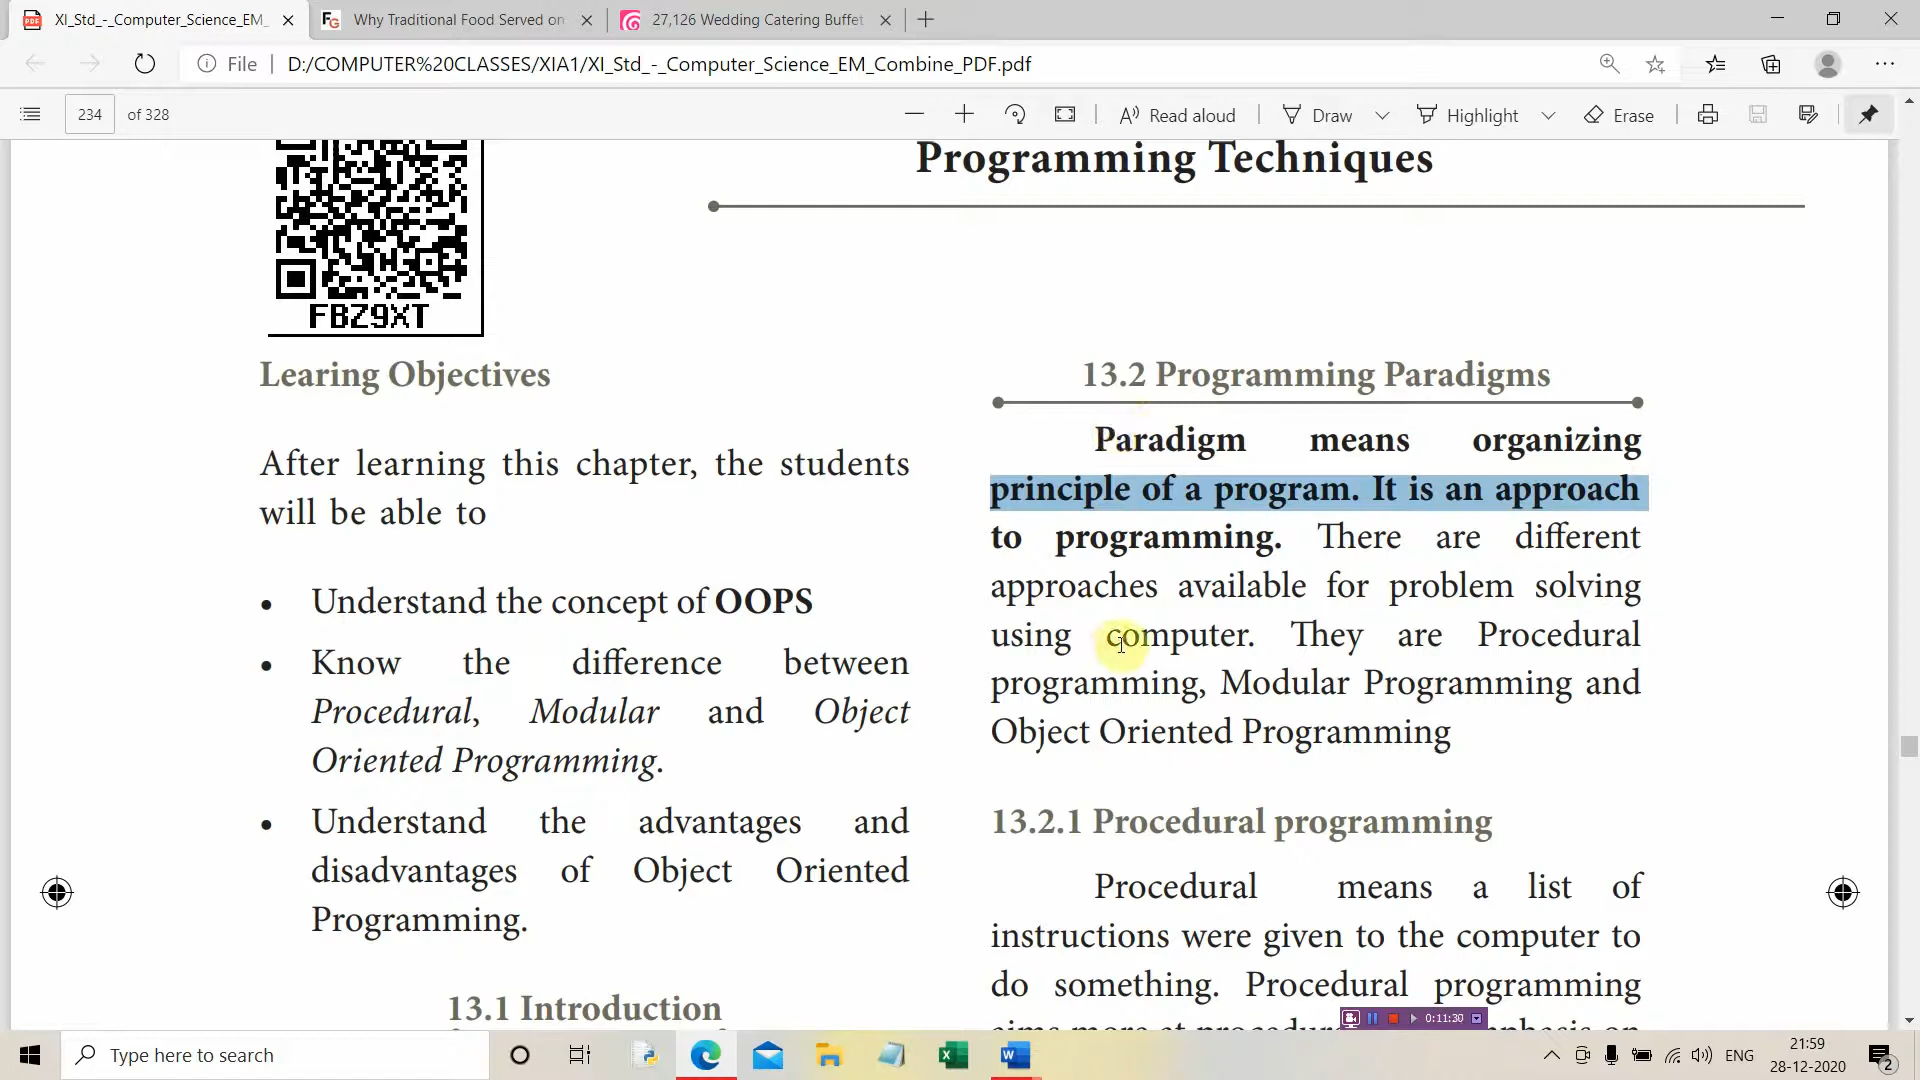 XI_Std_-_Computer_Science_EM_
Why Traditional Food Served on
27,126 Wedding Catering Buffet
File
D:/COMPUTER%20CLASSES/XIA1/XI_Std_-_Computer_Science_EM_Combine_PDF.pdf
234 of 328
Read aloud
Draw
Highlight
Erase
Programming Techniques
FBZ9XT
Learing Objectives
After learning this chapter, the students
will be able to
• Understand the concept of OOPS
• Know the difference between
Procedural, Modular and Object
Oriented Programming.
• Understand the advantages and
disadvantages of Object Oriented
Programming.
13.1 Introduction
13.2 Programming Paradigms
Paradigm means organizing
principle of a program. It is an approach
to programming. There are different
approaches available for problem solving
using computer. They are Procedural
programming, Modular Programming and
Object Oriented Programming
13.2.1 Procedural programming
Procedural means a list of
instructions were given to the computer to
do something. Procedural programming
0:11:30
Type here to search
ENG
21:59
28-12-2020
2